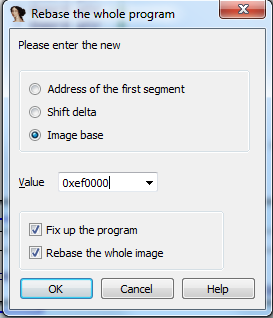 Rebase the whole program
Please enter the new
Address of the first segment
Shift delta
Image base
Value 0xef0000
Fix up the program
Rebase the whole image
OK Cancel Help